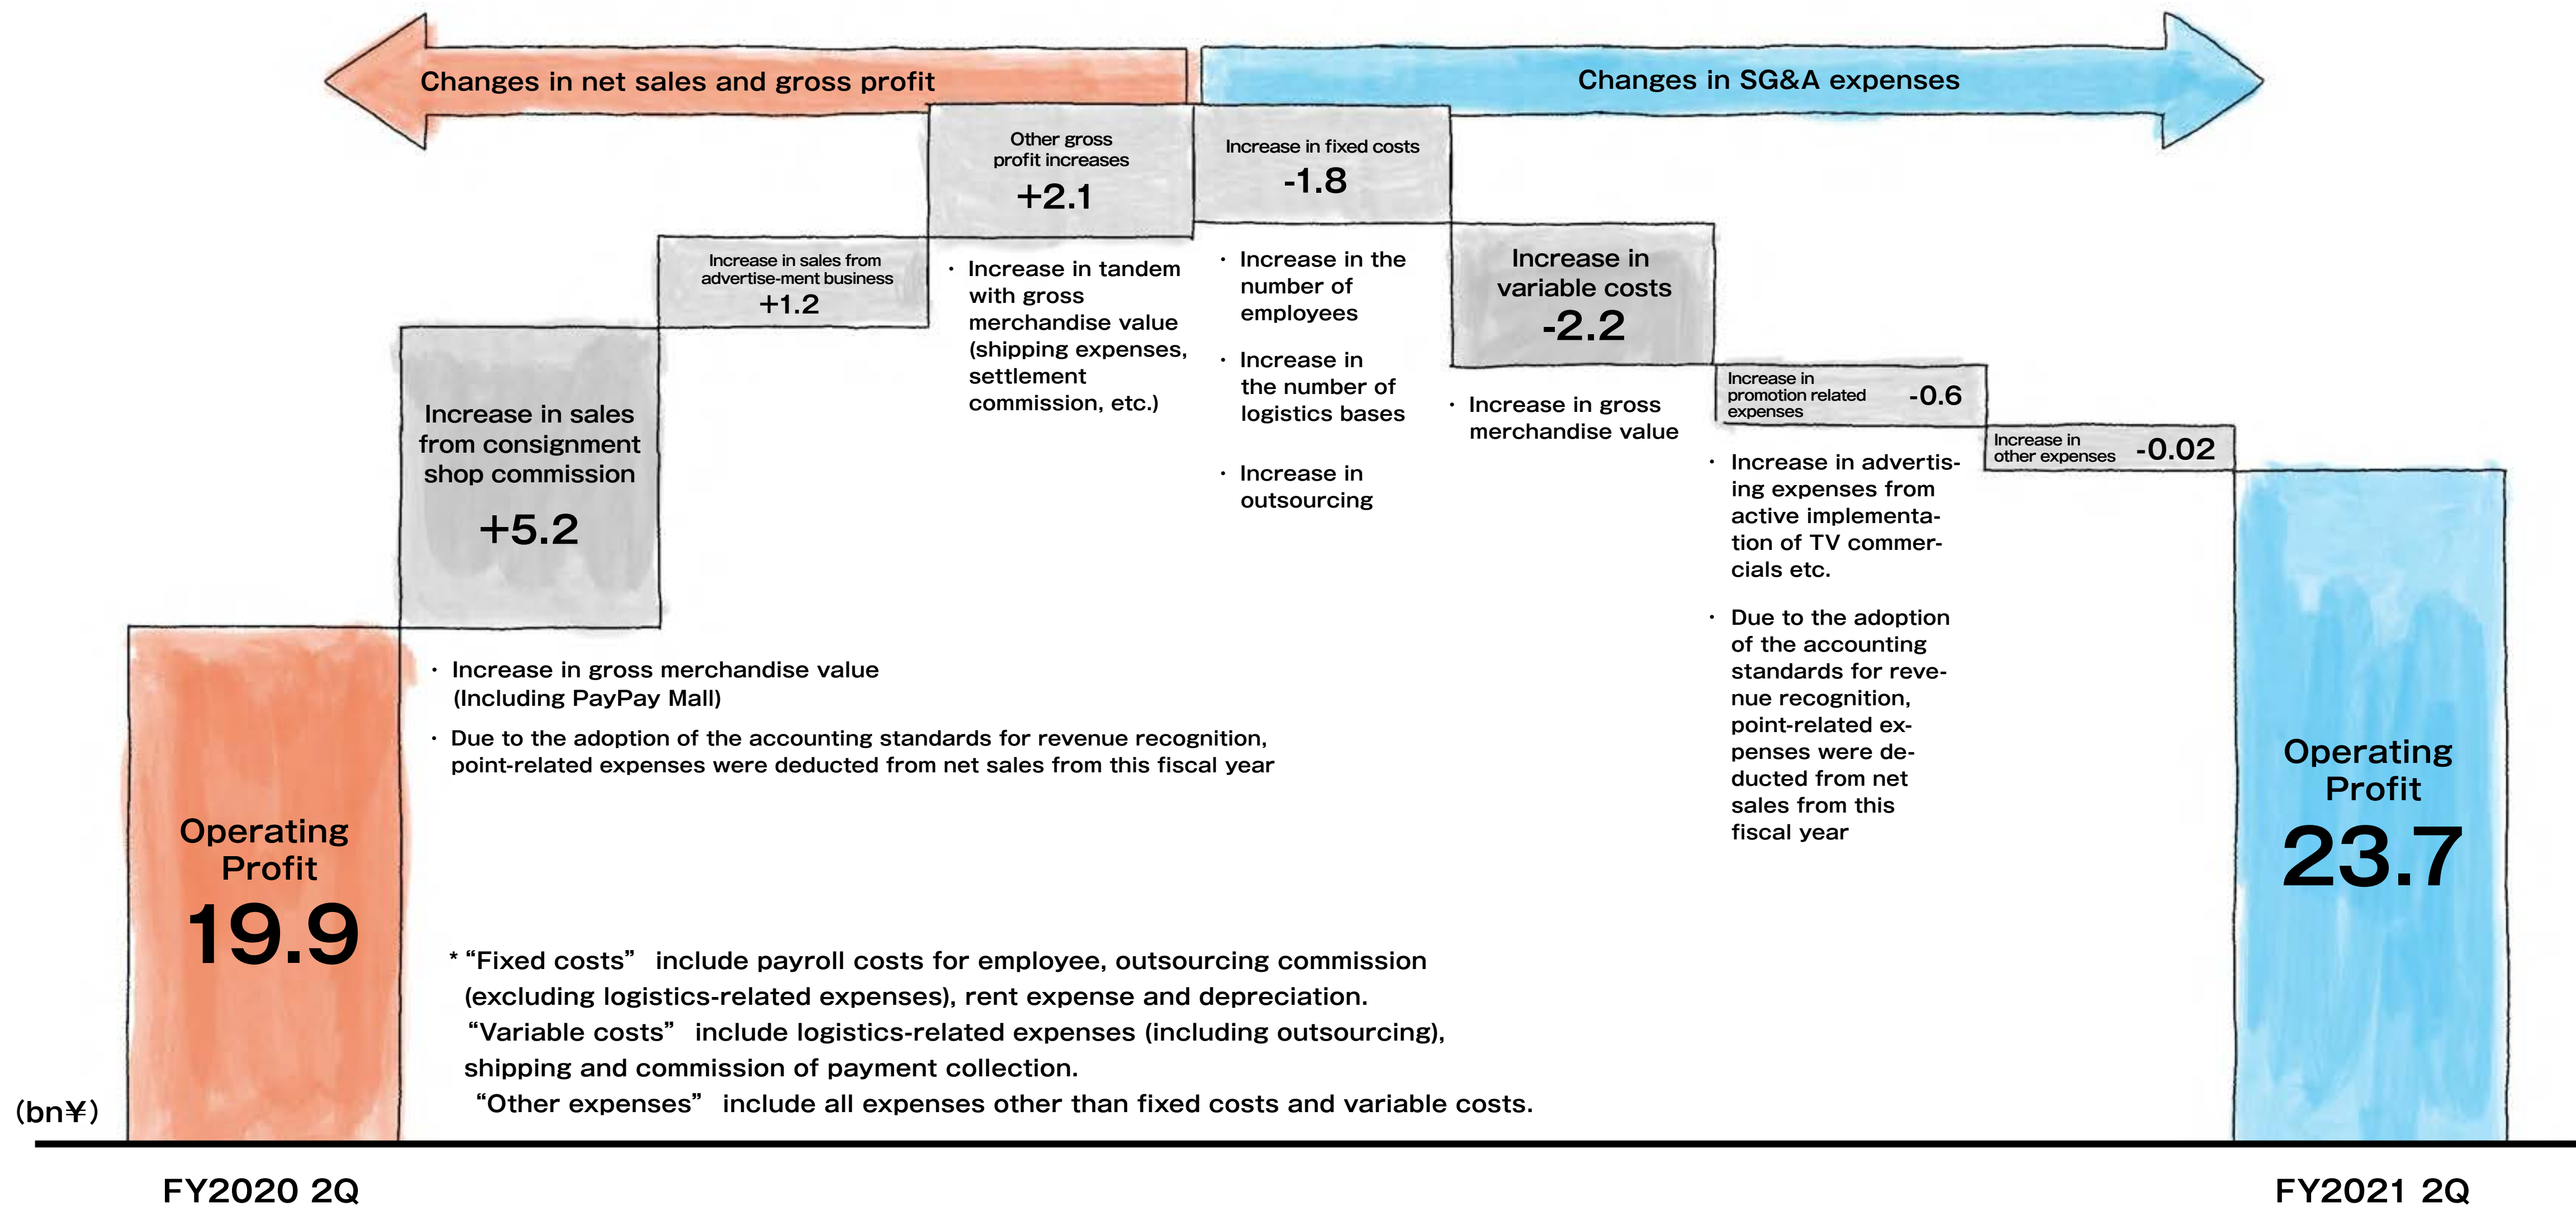 Changes in net sales and gross profit
Changes in SG&A expenses
Other gross
profit increases
+2.1
Increase in fixed costs
-1.8
Increase in sales from
advertise-ment business
+1.2
・ Increase in tandem
with gross
merchandise value
(shipping expenses,
settlement
commission, etc.)
・ Increase in the
number of
employees
・ Increase in
the number of
logistics bases
・ Increase in
outsourcing
Increase in
variable costs
-2.2
・ Increase in gross
merchandise value
Increase in
promotion related
expenses
-0.6
・ Increase in advertis-
ing expenses from
active implementa-
tion of TV commer-
cials etc.
・ Due to the adoption
of the accounting
standards for reve-
nue recognition,
point-related ex-
penses were de-
ducted from net
sales from this
fiscal year
Increase in
other expenses
-0.02
Increase in sales
from consignment
shop commission
+5.2
・ Increase in gross merchandise value
(Including PayPay Mall)
・ Due to the adoption of the accounting standards for revenue recognition,
point-related expenses were deducted from net sales from this fiscal year
Operating
Profit
19.9
Operating
Profit
23.7
* “Fixed costs” include payroll costs for employee, outsourcing commission
(excluding logistics-related expenses), rent expense and depreciation.
“Variable costs” include logistics-related expenses (including outsourcing),
shipping and commission of payment collection.
“Other expenses” include all expenses other than fixed costs and variable costs.
(bn¥)
FY2020 2Q
FY2021 2Q